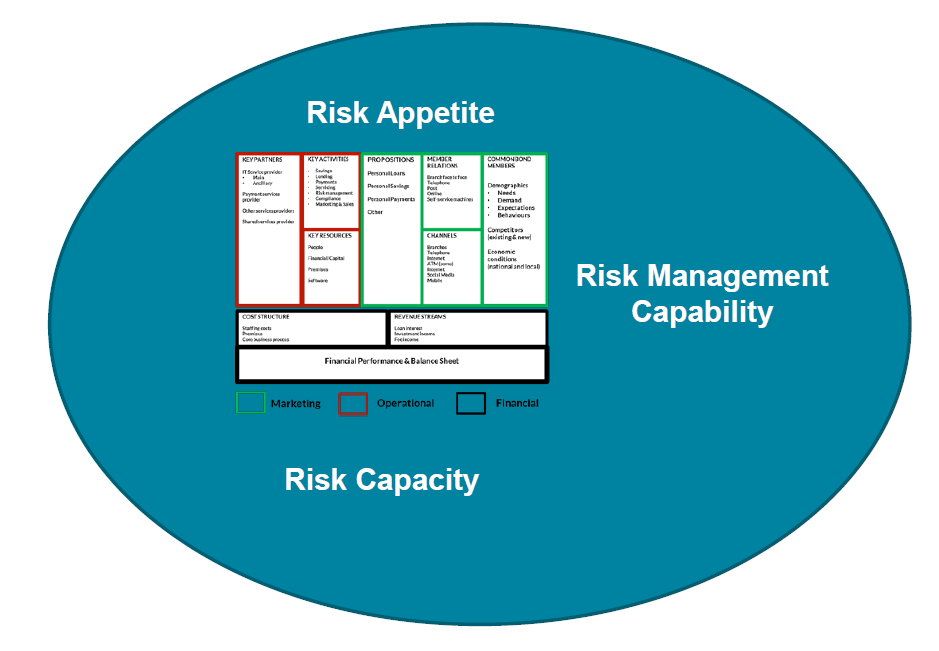 Risk Appetite
KEY PARTNERS
IT Service provider
• Main
• Ancillary
Payment services
provider
Other services providers
Shared services provider
KEY ACTIVITIES
• Savings
• Lending
• Payments
• Servicing
• Risk management
• Compliance
• Marketing & Sales
KEY RESOURCES
People
Financial/Capital
Premises
Software
PROPOSITIONS
Personal Loans
Personal Savings
Personal Payments
Other
MEMBER
RELATIONS
Branch face to face
Telephone
Post
Online
Self-service machines
CHANNELS
Branches
Telephone
Internet
ATM (some)
Internet
Social Media
Mobile
COMMON BOND
MEMBERS
Demographics
• Needs
• Demand
• Expectations
• Behaviours
Competitors
(existing & new)
Economic
conditions
(national and local)
COST STRUCTURE
Staffing costs
Premises
Core business process
REVENUE STREAMS
Loan interest
Investment Income
Fee Income
Financial Performance & Balance Sheet
Marketing
Operational
Financial
Risk Management
Capability
Risk Capacity